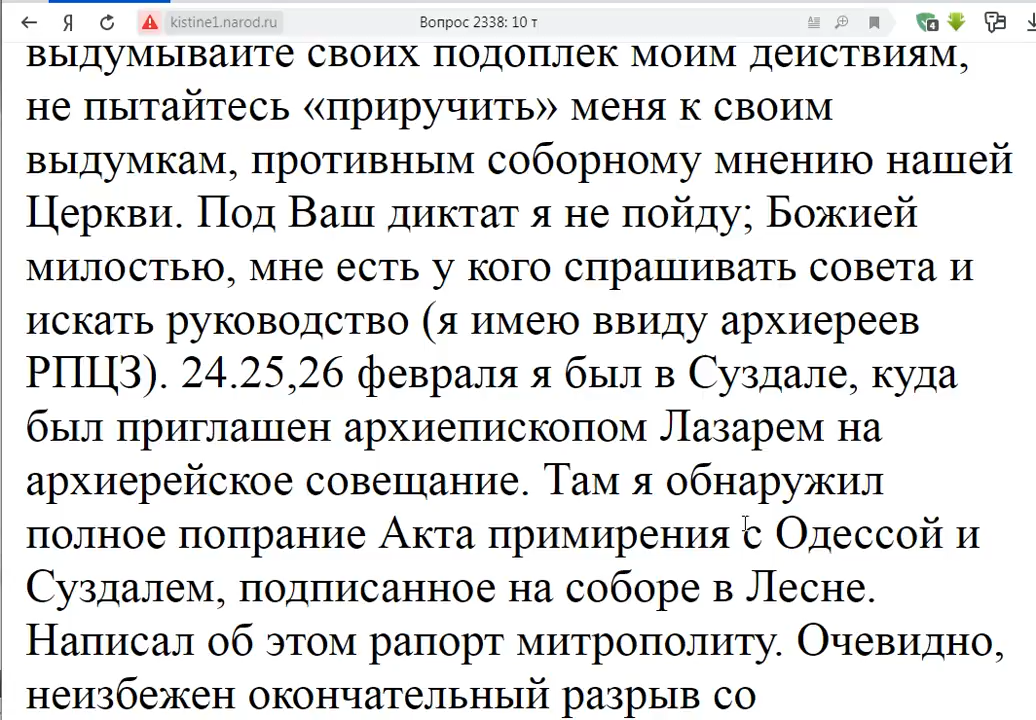 kistine1.narod.ru
Вопрос 2338: 10 т
4
выдумывайте своих подоплек моим действиям,
не пытайтесь «приручить» меня к своим
выдумкам, противным соборному мнению нашей
Церкви. Под Ваш диктат я не пойду; Божией
милостью, мне есть у кого спрашивать совета и
искать руководство (я имею ввиду архиереев
РПЦЗ). 24.25,26 февраля я был в Суздале, куда
был приглашен архиепископом Лазарем на
архиерейское совещание. Там я обнаружил
полное попрание Акта примирения с Одессой и
Суздалем, подписанное на соборе в Лесне.
Написал об этом рапорт митрополиту. Очевидно,
неизбежен окончательный разрыв со